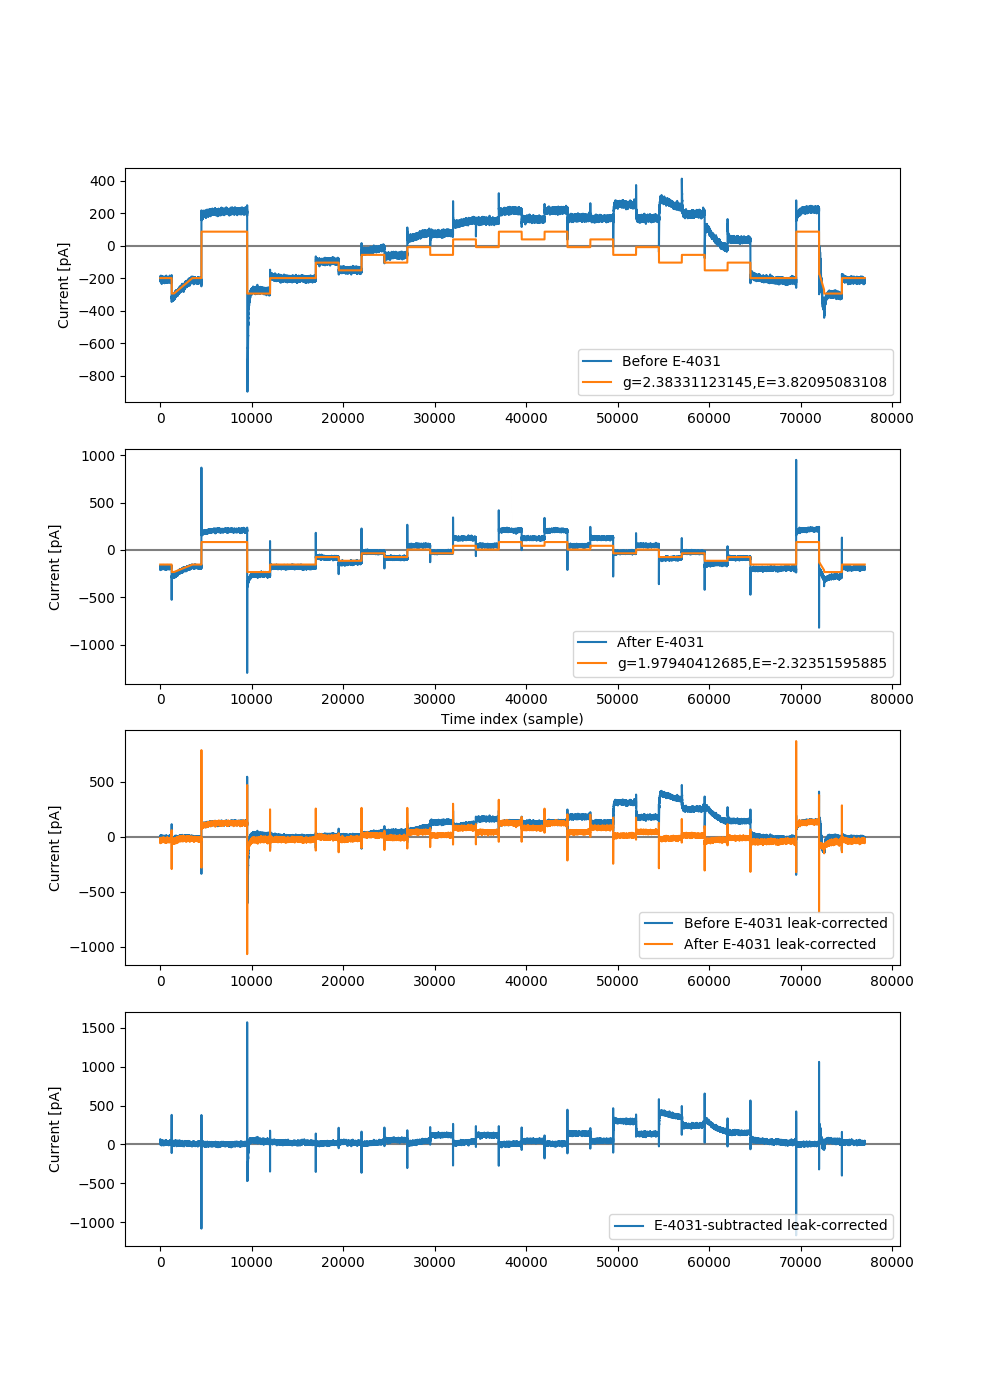 400
200
0
−200
−400
−600
−800
Current [pA]
Before E-4031
g=2.38331123145,E=3.82095083108
0 10000 20000 30000 40000 50000 60000 70000 80000
1000
500
0
−500
−1000
Current [pA]
After E-4031
g=1.97940412685,E=-2.32351595885
0 10000 20000 30000 40000 50000 60000 70000 80000
Time index (sample)
500
0
−500
−1000
Current [pA]
Before E-4031 leak-corrected
After E-4031 leak-corrected
0 10000 20000 30000 40000 50000 60000 70000 80000
1500
1000
500
0
−500
−1000
Current [pA]
E-4031-subtracted leak-corrected
0 10000 20000 30000 40000 50000 60000 70000 80000